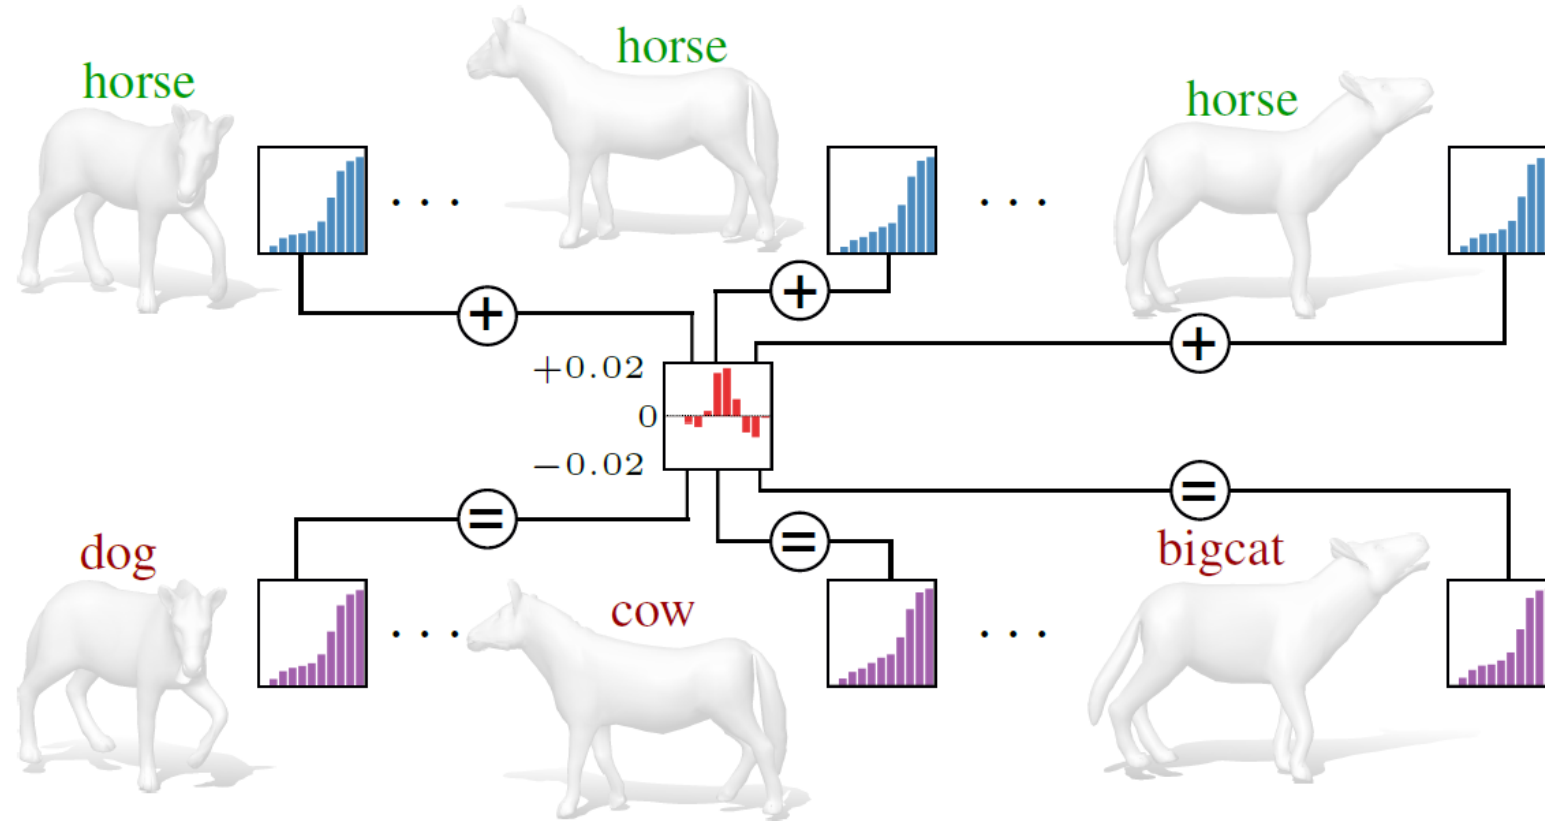 horse
horse
horse
. . .
. . .
+
+
+
+0.02
0
−0.02
=
=
=
dog
cow
bigcat
. . .
. . .